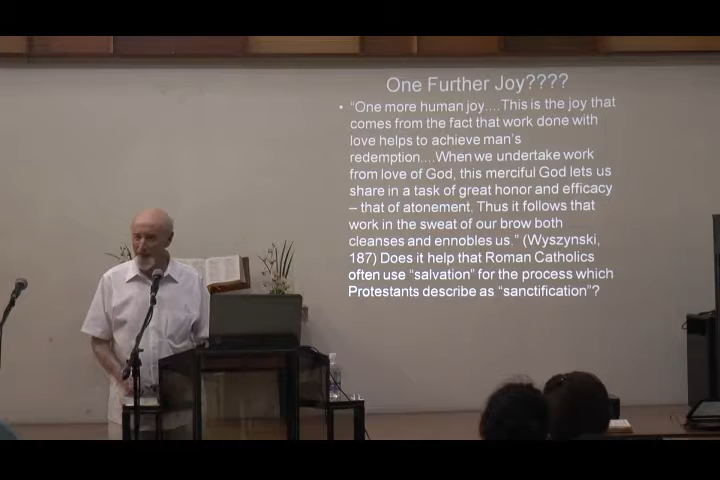 One Further Joy????
• “One more human joy....This is the joy that
comes from the fact that work done with
love helps to achieve man’s
redemption....When we undertake work
from love of God, this merciful God lets us
share in a task of great honor and efficacy
– that of atonement. Thus it follows that
work in the sweat of our brow both
cleanses and ennobles us.” (Wyszynski,
187) Does it help that Roman Catholics
often use “salvation” for the process which
Protestants describe as “sanctification”?